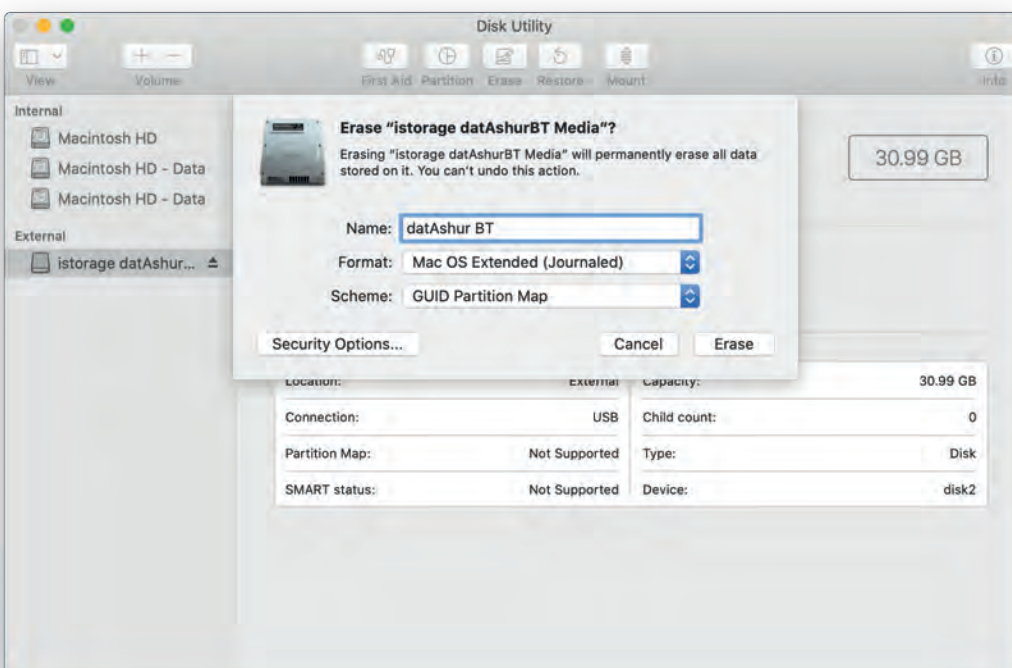 Disk Utility
View
Volume
First Aid Partition Erase Restore Mount
Info
Internal
Macintosh HD
Macintosh HD - Data
Macintosh HD - Data
External
istorage datAshur...
Erase “istorage datAshurBT Media”?
Erasing “istorage datAshurBT Media” will permanently erase all data
stored on it. You can’t undo this action.
Name: datAshur BT
Format: Mac OS Extended (Journaled)
Scheme: GUID Partition Map
Security Options... Cancel Erase
30.99 GB
Location: External Capacity: 30.99 GB
Connection: USB Child count: 0
Partition Map: Not Supported Type: Disk
SMART status: Not Supported Device: disk2